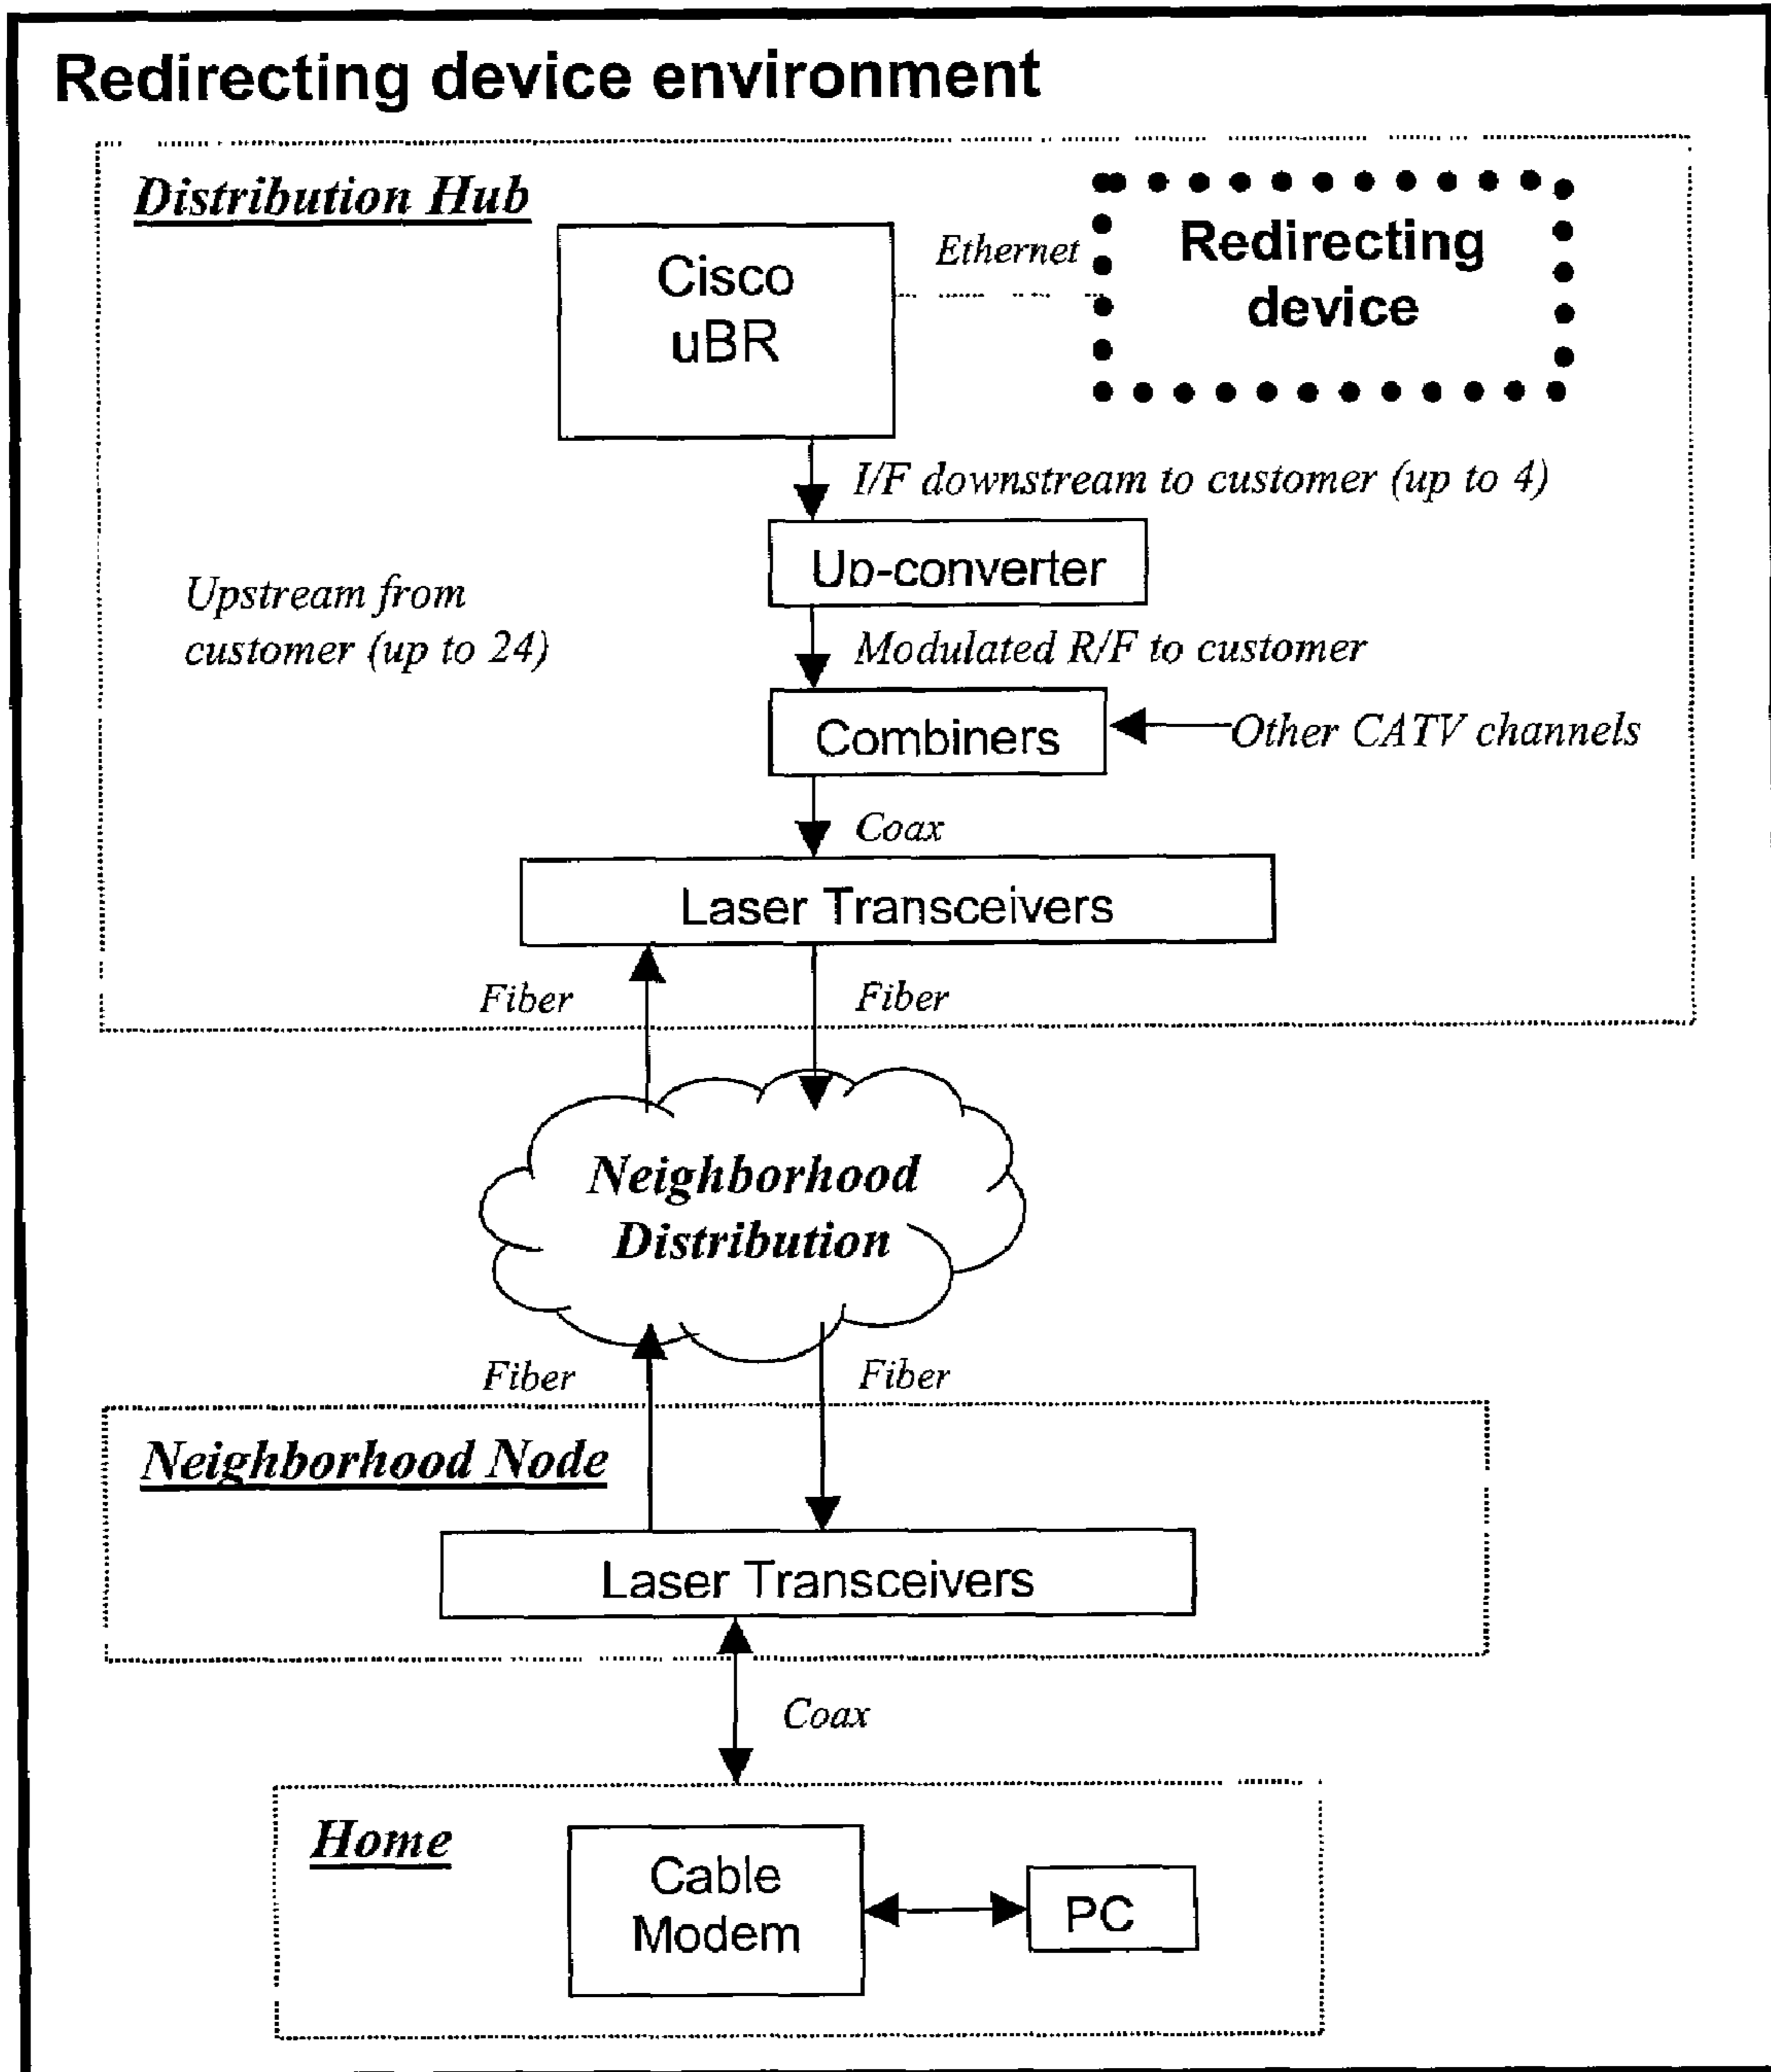 Redirecting device environment
Distribution Hub
Cisco
uBR
Ethernet
Redirecting
device
I/F downstream to customer (up to 4)
Up-converter
Upstream from
customer (up to 24)
Modulated R/F to customer
Combiners
Other CATV channels
Coax
Laser Transceivers
Fiber
Fiber
Neighborhood
Distribution
Fiber
Fiber
Neighborhood Node
Laser Transceivers
Coax
Home
Cable
Modem
PC